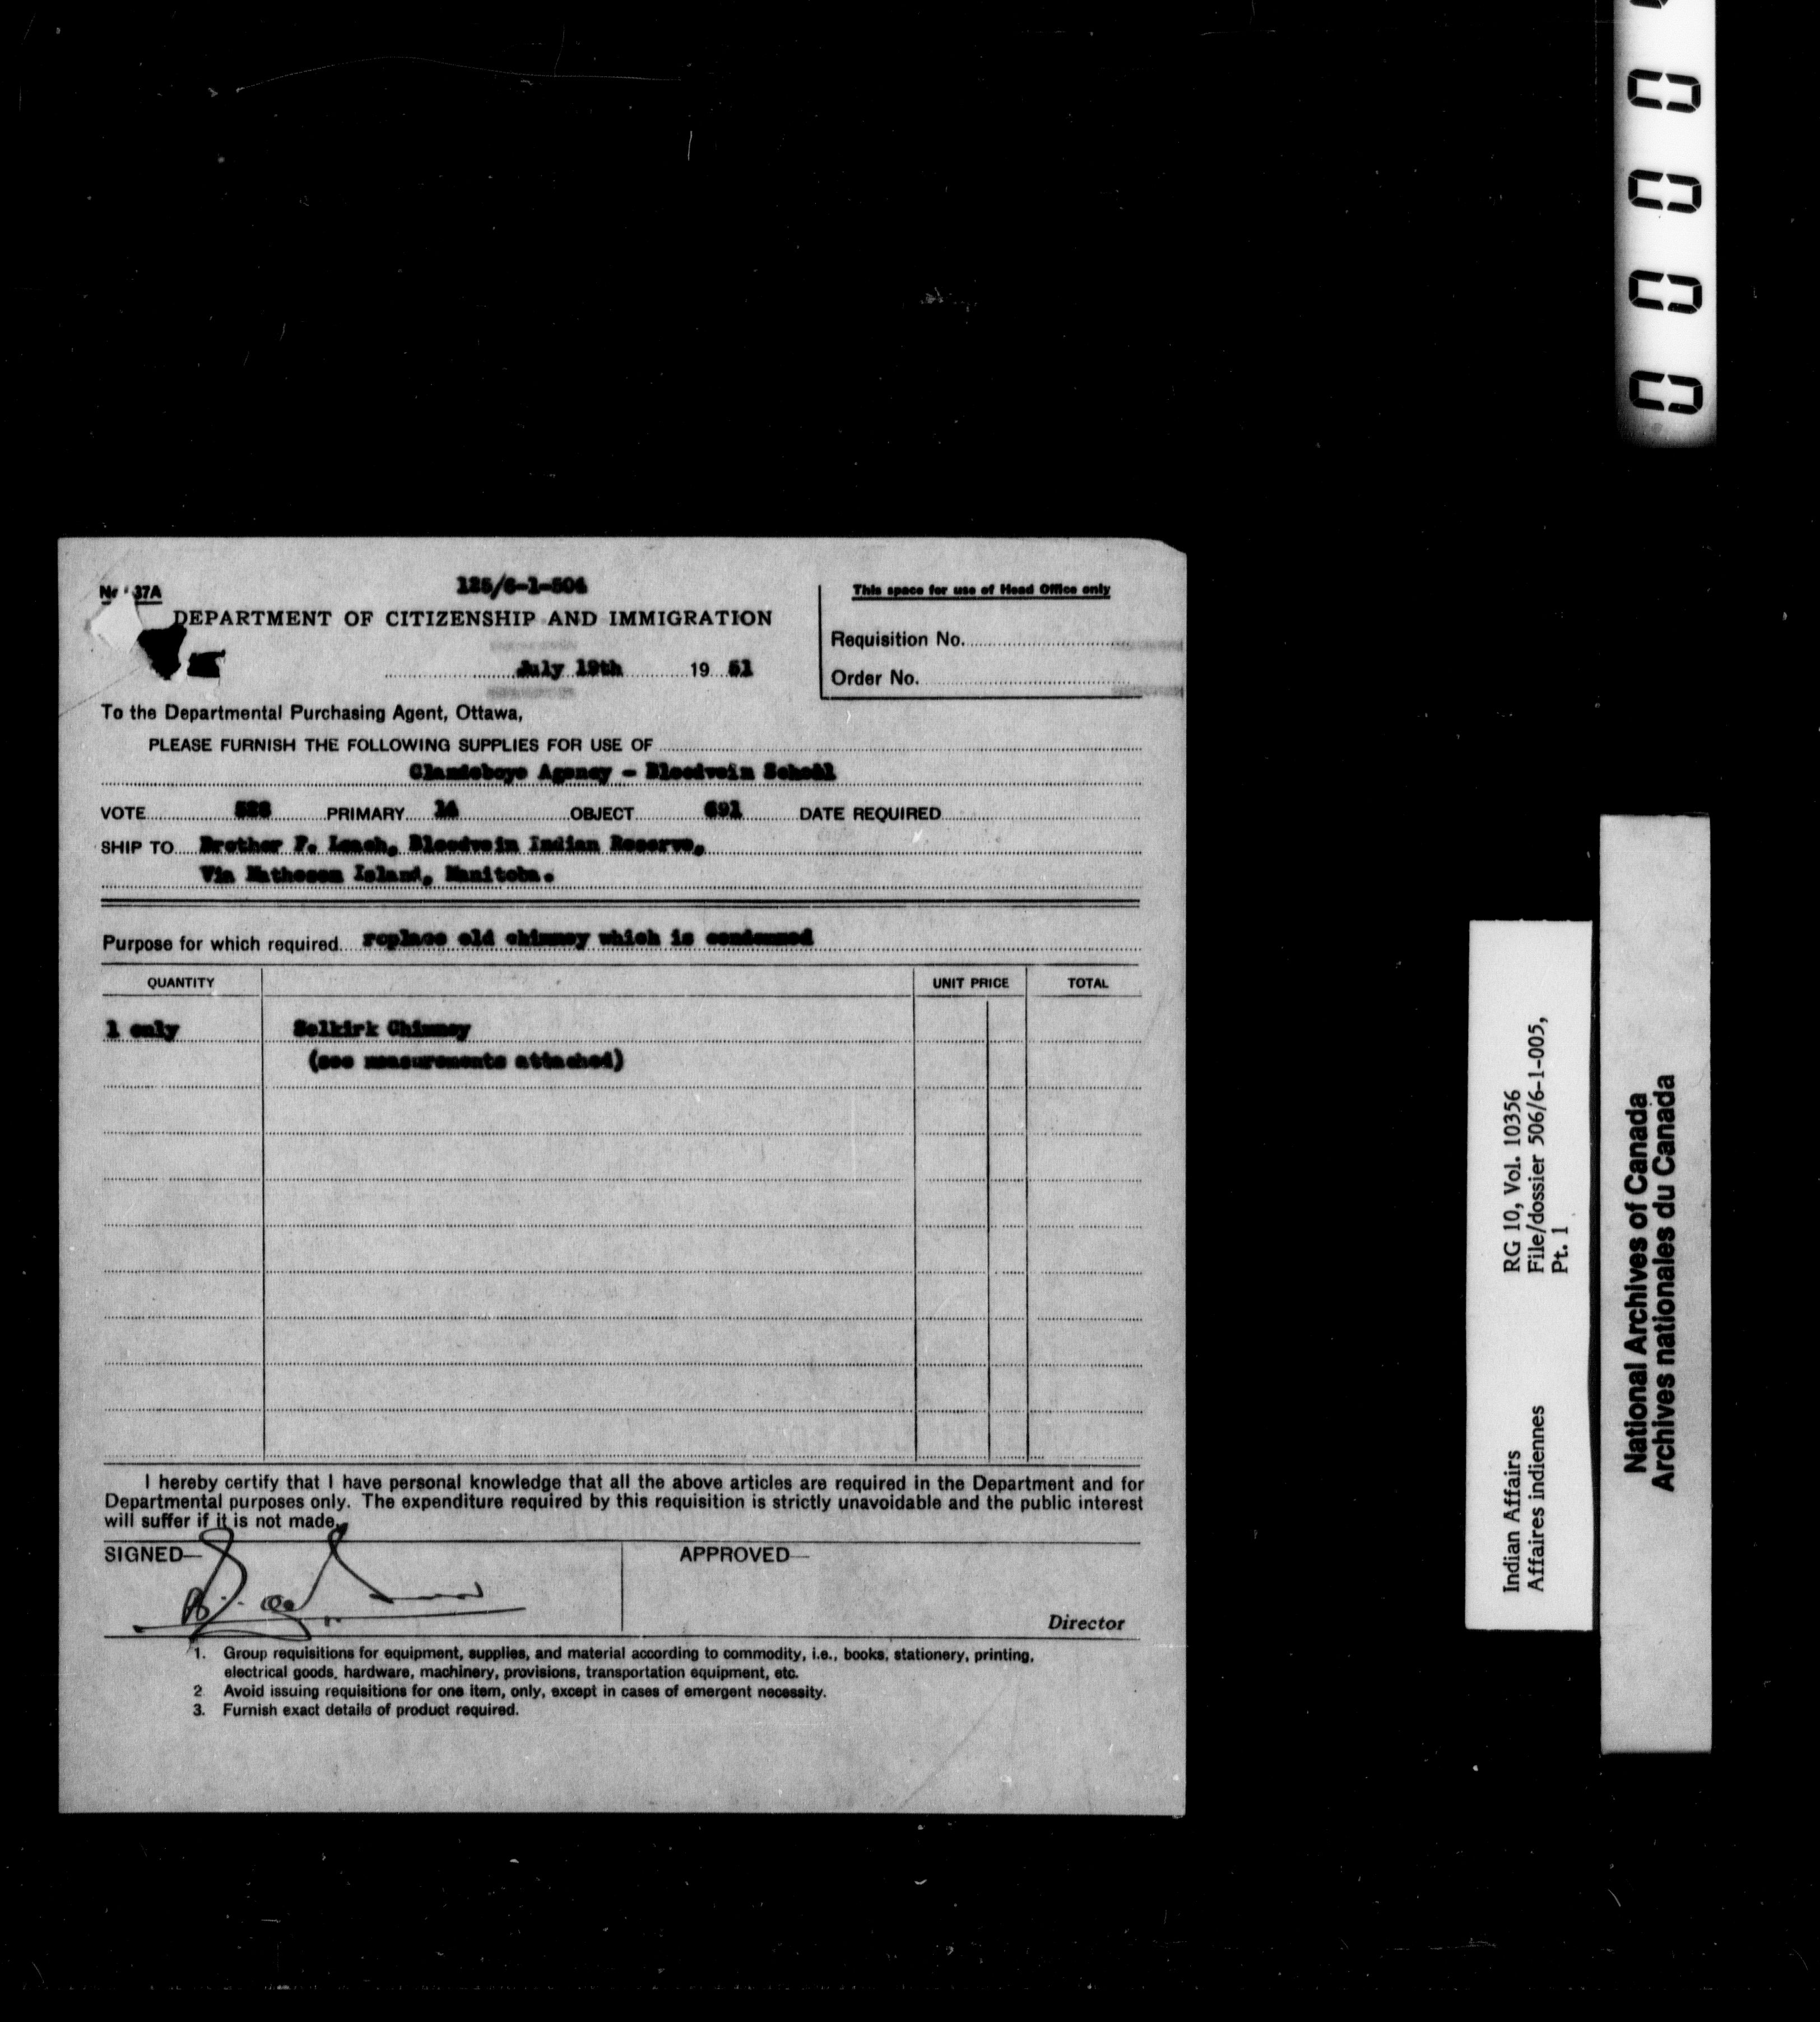 37A
125/6-1-504
DEPARTMENT OF CITIZENSHIP AND IMMIGRATION
July 19th 19 51
This space for use of Head Office only
Requisition No.
Order No.
To the Departmental Purchasing Agent, Ottawa,
PLEASE FURNISH THE FOLLOWING SUPPLIES FOR USE OF
Clandeboye Agency - Bloodvein School
VOTE PRIMARY 14 OBJECT 691 DATE REQUIRED
SHIP TO Brother F. Leach, Bloodvein Indian Reserve,
Via Matheson Island, Manitoba.
Purpose for which required replace old chimney which is condemned
QUANTITY UNIT PRICE TOTAL
1 only Selkirk Chimney
(see measurements attached)
I hereby certify that I have personal knowledge that all the above articles are required in the Department and for
Departmental purposes only. The expenditure required by this requisition is strictly unavoidable and the public interest
will suffer if it is not made.
SIGNED— APPROVED—
Director
1. Group requisitions for equipment, supplies, and material according to commodity, i.e., books, stationery, printing,
electrical goods, hardware, machinery, provisions, transportation equipment, etc.
2 Avoid issuing requisitions for one item, only, except in cases of emergent necessity.
3. Furnish exact details of product required.
Indian Affairs RG 10, Vol. 10356
Affaires indiennes File/dossier 506/6-1-005,
Pt. 1
National Archives of Canada
Archives nationales du Canada
0 0 0 0